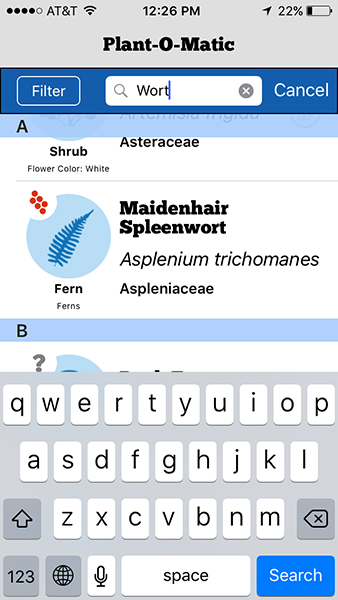 AT&T 12:26 PM 22%
Plant-O-Matic
Filter Wort Cancel
Artemisia frigida
A
Asteraceae
Shrub
Flower Color: White
Maidenhair
Spleenwort
Asplenium trichomanes
Aspleniaceae
Fern
Ferns
B
?
q w e r t y u i o p
a s d f g h j k l
z x c v b n m
123 space Search